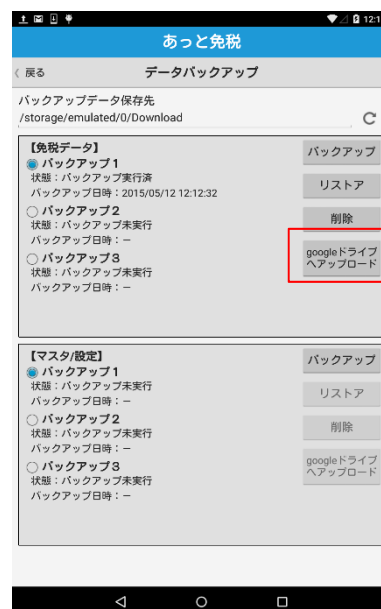 12:1
あっと免税
戻る
データバックアップ
バックアップデータ保存先
/storage/emulated/0/Download
【免税データ】
バックアップ1
状態：バックアップ実行済
バックアップ日時：2015/05/12 12:12:32
バックアップ2
状態：バックアップ未実行
バックアップ日時：－
バックアップ3
状態：バックアップ未実行
バックアップ日時：－
バックアップ
リストア
削除
googleドライブ
へアップロード
【マスタ/設定】
バックアップ1
状態：バックアップ未実行
バックアップ日時：－
バックアップ2
状態：バックアップ未実行
バックアップ日時：－
バックアップ3
状態：バックアップ未実行
バックアップ日時：－
バックアップ
リストア
削除
googleドライブ
へアップロード